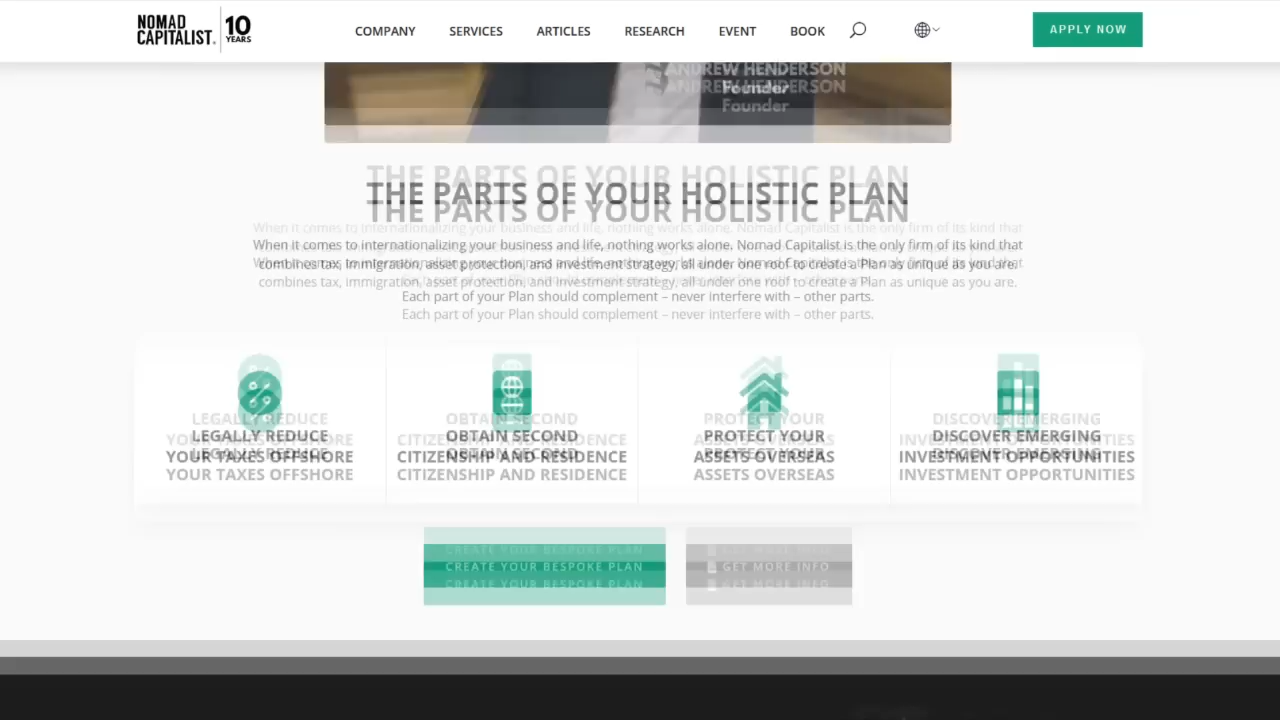 NOMAD CAPITALIST. 10 YEARS
COMPANY SERVICES ARTICLES RESEARCH EVENT BOOK APPLY NOW
ANDREW HENDERSON
Founder
THE PARTS OF YOUR HOLISTIC PLAN
When it comes to internationalizing your business and life, nothing works alone. Nomad Capitalist is the only firm of its kind that
combines tax, immigration, asset protection, and investment strategy, all under one roof to create a Plan as unique as you are.
Each part of your Plan should complement – never interfere with – other parts.
LEGALLY REDUCE
YOUR TAXES OFFSHORE
OBTAIN SECOND
CITIZENSHIP AND RESIDENCE
PROTECT YOUR
ASSETS OVERSEAS
DISCOVER EMERGING
INVESTMENT OPPORTUNITIES
CREATE YOUR BESPOKE PLAN
GET MORE INFO